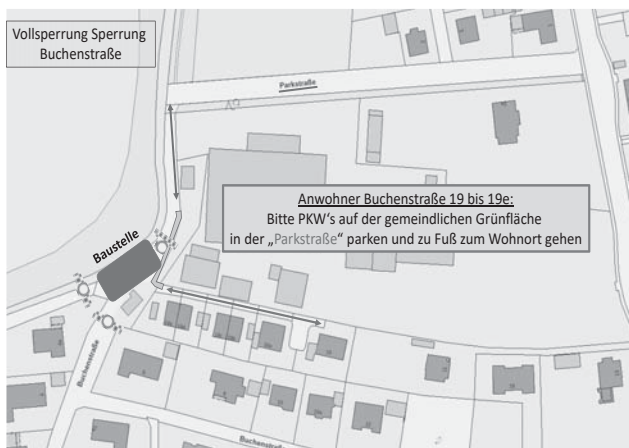 Vollsperrung Sperrung
Buchenstraße
Parkstraße
Anwohner Buchenstraße 19 bis 19e:
Bitte PKW's auf der gemeindlichen Grünfläche
in der „Parkstraße“ parken und zu Fuß zum Wohnort gehen
Baustelle
Buchenstraße
Buchenstraße